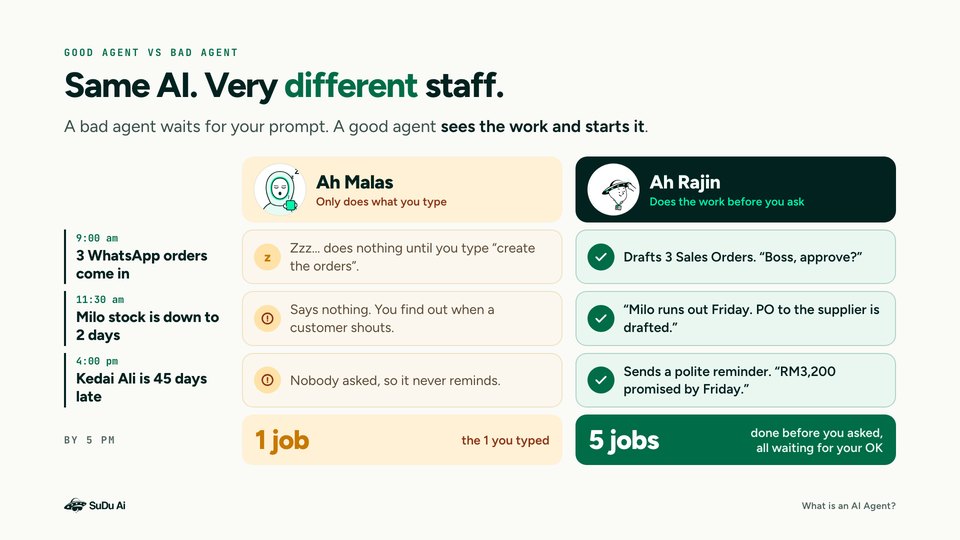 GOOD AGENT VS BAD AGENT
Same AI. Very different staff.
A bad agent waits for your prompt. A good agent sees the work and starts it.
z
Ah Malas
Only does what you type
Ah Rajin
Does the work before you ask
9:00 am
3 WhatsApp orders
come in
z
Zzz... does nothing until you type “create
the orders”.
Drafts 3 Sales Orders. “Boss, approve?”
11:30 am
Milo stock is down to
2 days
Says nothing. You find out when a
customer shouts.
“Milo runs out Friday. PO to the supplier is
drafted.”
4:00 pm
Kedai Ali is 45 days
late
Nobody asked, so it never reminds.
Sends a polite reminder. “RM3,200
promised by Friday.”
BY 5 PM
1 job
the 1 you typed
5 jobs
done before you asked,
all waiting for your OK
SuDu Ai
What is an AI Agent?